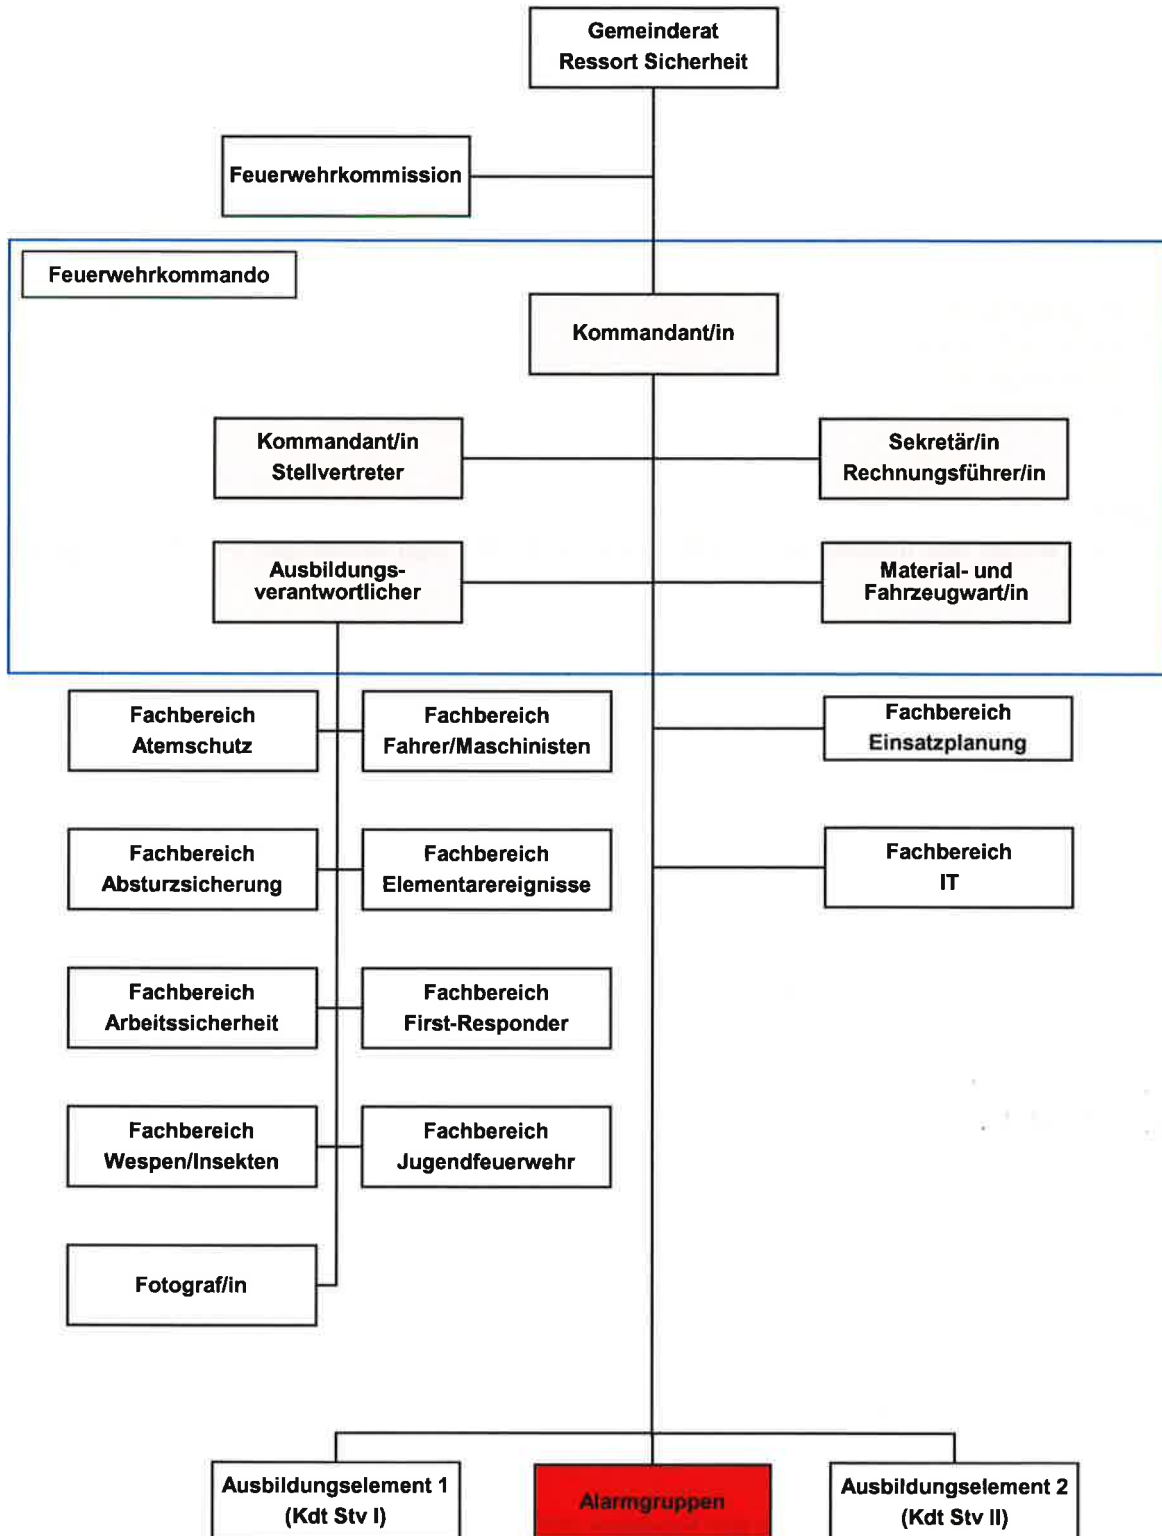 Gemeinderat
Ressort Sicherheit
Feuerwehrkommission
Feuerwehrkommando
Kommandant/in
Kommandant/in
Stellvertreter
Sekretär/in
Rechnungsführer/in
Ausbildungs-
verantwortlicher
Material- und
Fahrzeugwart/in
Fachbereich
Atemschutz
Fachbereich
Fahrer/Maschinisten
Fachbereich
Einsatzplanung
Fachbereich
Absturzsicherung
Fachbereich
Elementarereignisse
Fachbereich
IT
Fachbereich
Arbeitssicherheit
Fachbereich
First-Responder
Fachbereich
Wespen/Insekten
Fachbereich
Jugendfeuerwehr
Fotograf/in
Ausbildungselement 1
(Kdt Stv I)
Alarmgruppen
Ausbildungselement 2
(Kdt Stv II)